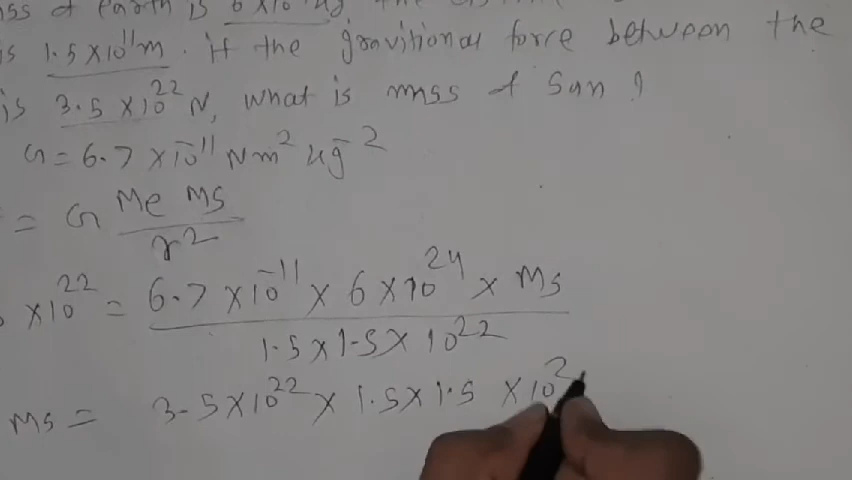 mass of earth is 6×10
is 1.5×10¹¹m. if the gravitional force between the
is 3.5×10²² N, what is mass of Sun ?
G = 6.7×10⁻¹¹ Nm² kg⁻²
= G Me Ms
r²
×10²² = 6.7×10⁻¹¹ × 6×10²⁴ × Ms
1.5×1.5×10²²
Ms = 3.5×10²² × 1.5×1.5 ×10²